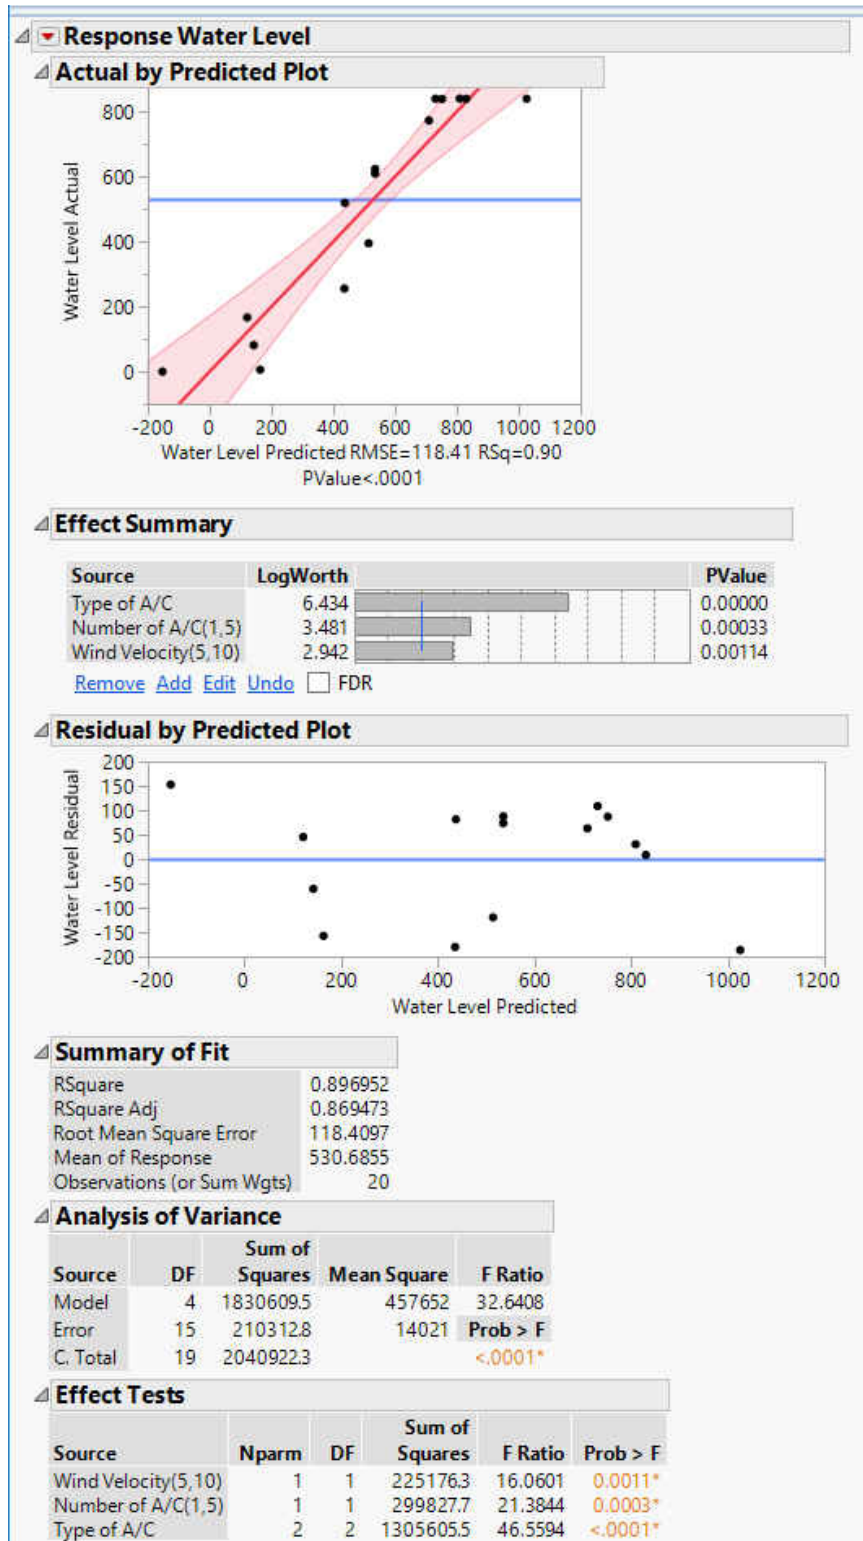 Response Water Level
Actual by Predicted Plot
Water Level Actual
800
600
400
200
0
-200 0 200 400 600 800 1000 1200
Water Level Predicted RMSE=118.41 RSq=0.90
PValue<.0001
Effect Summary
Source LogWorth PValue
Type of A/C 6.434 0.00000
Number of A/C(1,5) 3.481 0.00033
Wind Velocity(5,10) 2.942 0.00114
Remove Add Edit Undo FDR
Residual by Predicted Plot
Water Level Residual
200
150
100
50
0
-50
-100
-150
-200
-200 0 200 400 600 800 1000 1200
Water Level Predicted
Summary of Fit
RSquare 0.896952
RSquare Adj 0.869473
Root Mean Square Error 118.4097
Mean of Response 530.6855
Observations (or Sum Wgts) 20
Analysis of Variance
Sum of
Source DF Squares Mean Square F Ratio
Model 4 1830609.5 457652 32.6408
Error 15 210312.8 14021 Prob > F
C. Total 19 2040922.3 <.0001*
Effect Tests
Sum of
Source Nparm DF Squares F Ratio Prob > F
Wind Velocity(5,10) 1 1 225176.3 16.0601 0.0011*
Number of A/C(1,5) 1 1 299827.7 21.3844 0.0003*
Type of A/C 2 2 1305605.5 46.5594 <.0001*